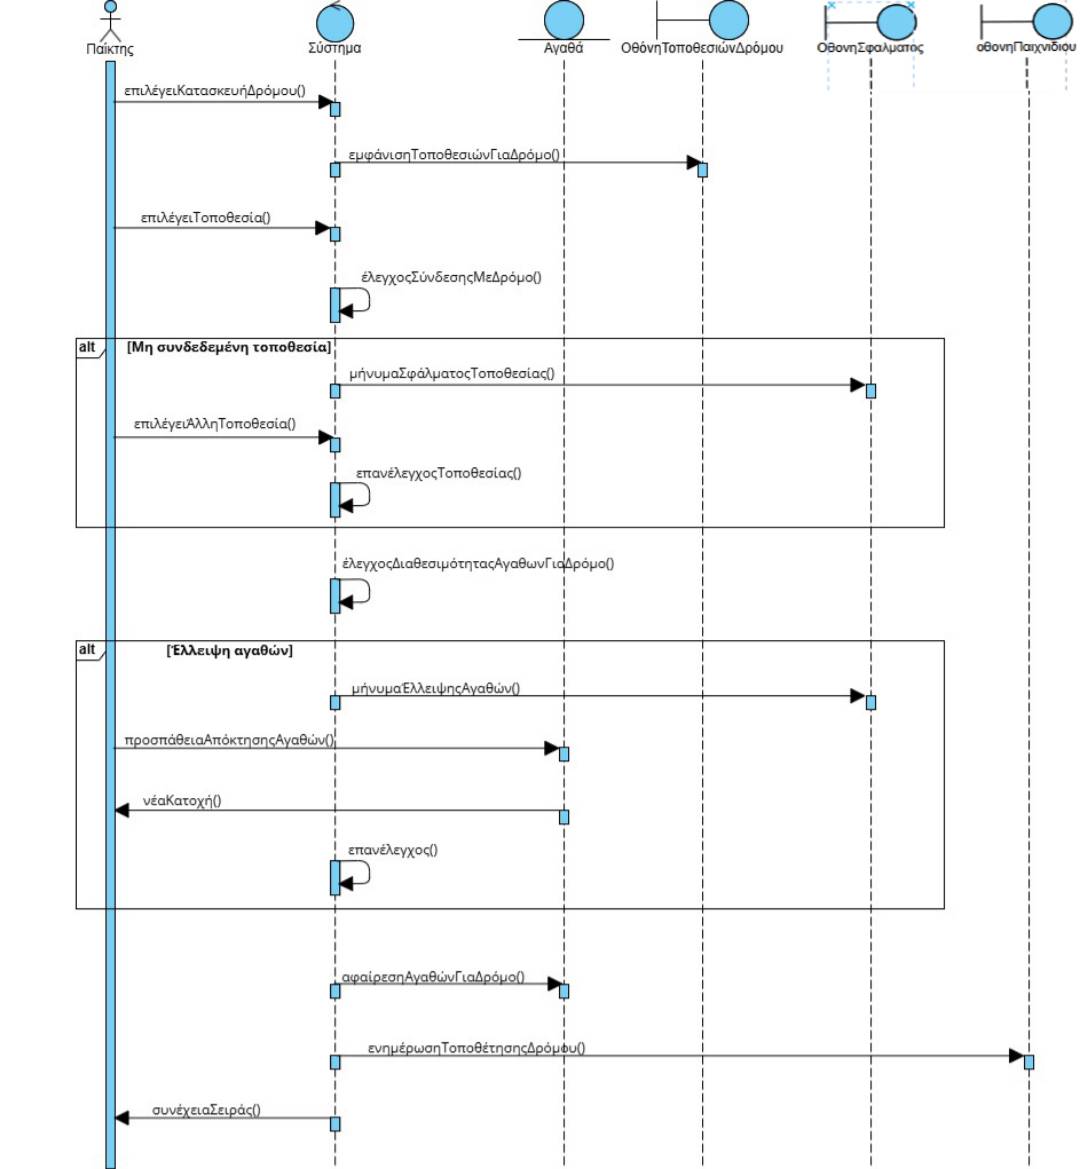 Παίκτης
Σύστημα
Αγαθά
ΟθόνηΤοποθεσιώνΔρόμου
ΟθονηΣφαλματος
οθονηΠαιχνιδιου
επιλέγειΚατασκευήΔρόμου()
εμφάνισηΤοποθεσιώνΓιαΔρόμο()
επιλέγειΤοποθεσία()
έλεγχοςΣύνδεσηςΜεΔρόμο()
alt
[Μη συνδεδεμένη τοποθεσία]
μήνυμαΣφάλματοςΤοποθεσίας()
επιλέγειΆλληΤοποθεσία()
επανέλεγχοςΤοποθεσίας()
έλεγχοςΔιαθεσιμότηταςΑγαθωνΓιαΔρόμο()
alt
[Έλλειψη αγαθών]
μήνυμαΈλλειψηςΑγαθών()
προσπάθειαΑπόκτησηςΑγαθών()
νέαΚατοχή()
επανέλεγχος()
αφαίρεσηΑγαθώνΓιαΔρόμο()
ενημέρωσηΤοποθέτησηςΔρόμου()
συνέχειαΣειράς()